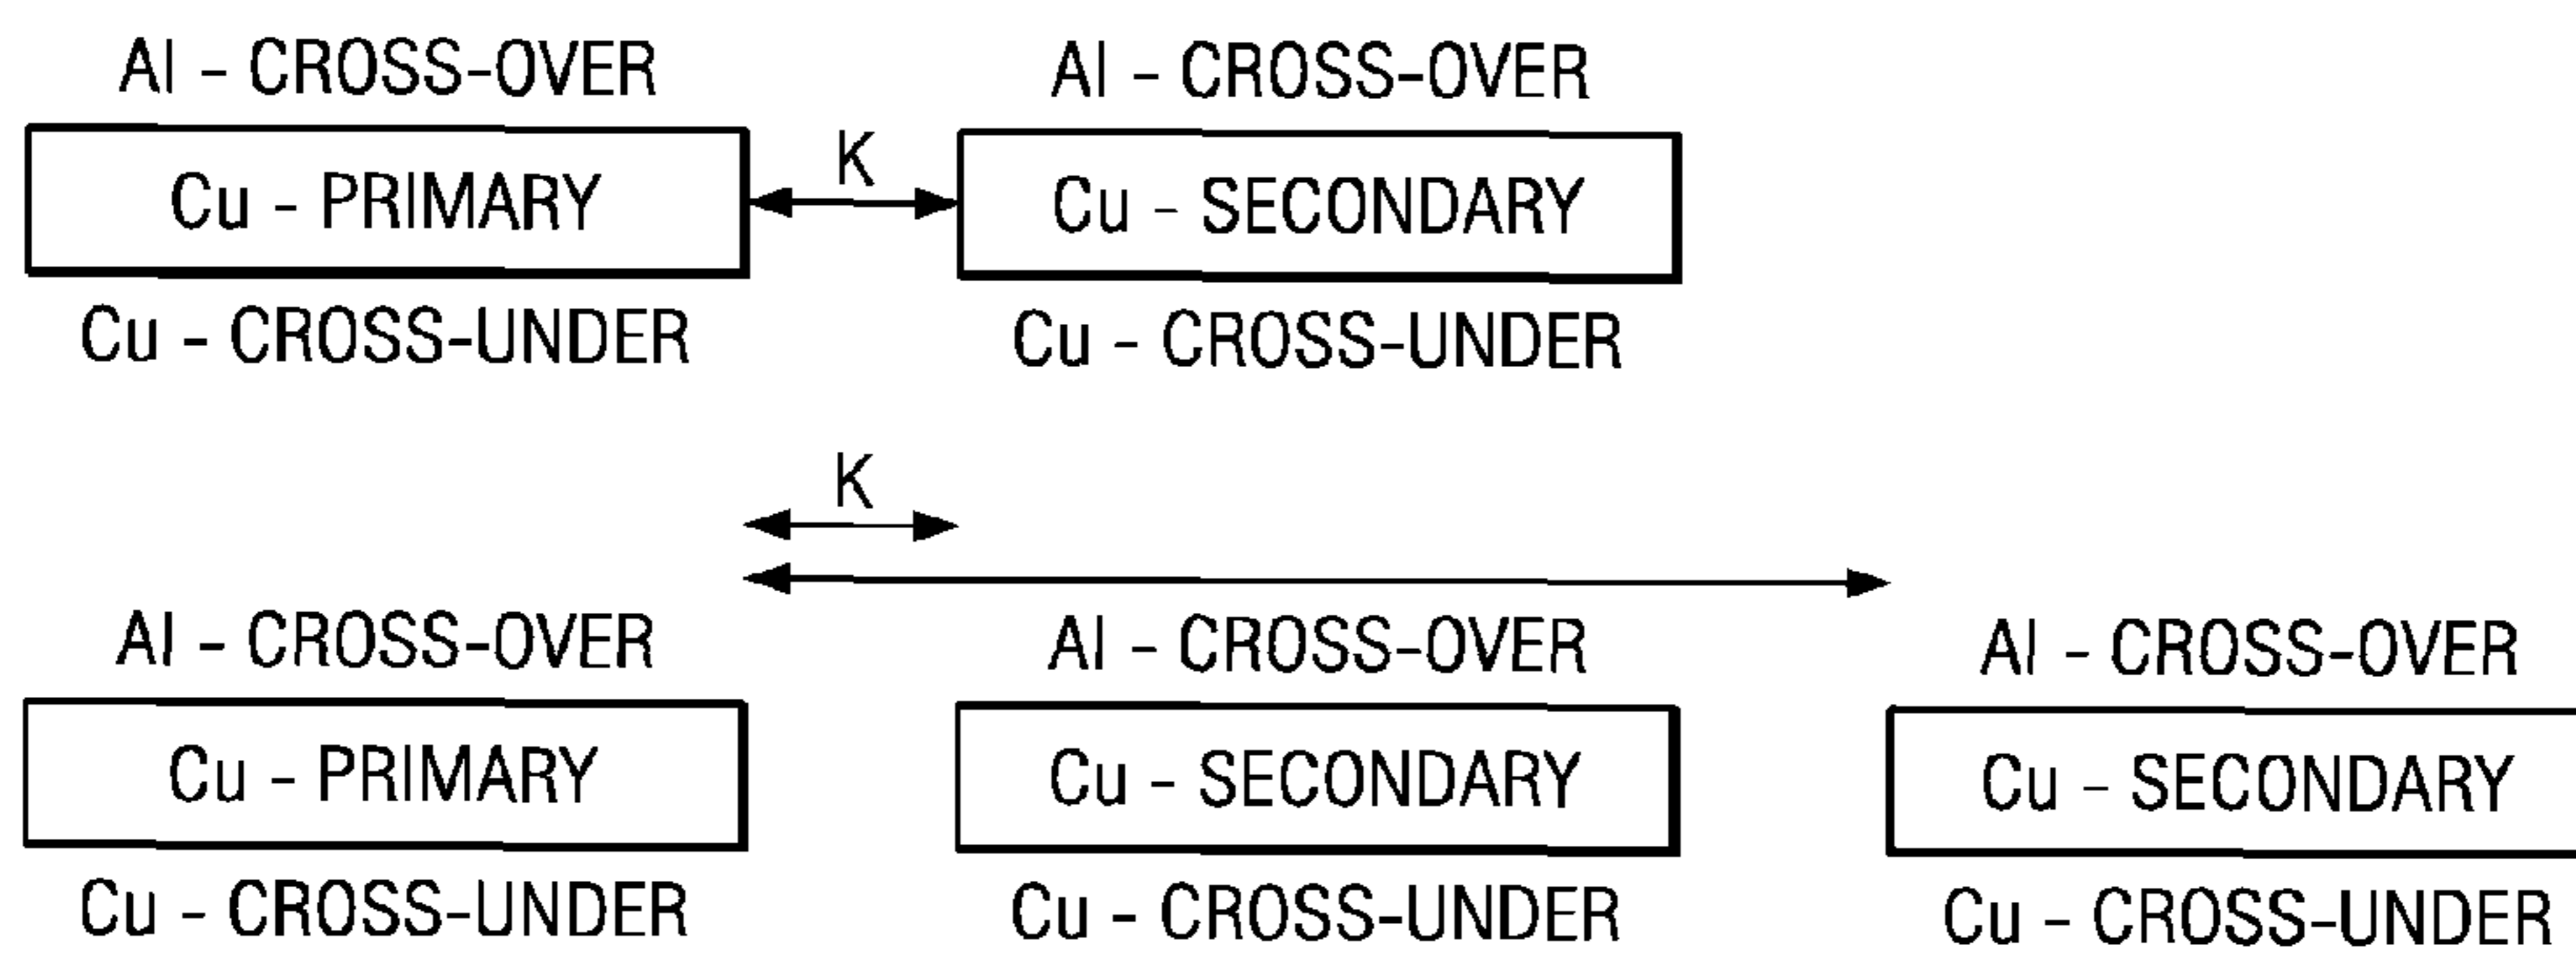 Al - CROSS-OVER Al - CROSS-OVER
Cu - PRIMARY K Cu - SECONDARY
Cu - CROSS-UNDER Cu - CROSS-UNDER
K
Al - CROSS-OVER Al - CROSS-OVER Al - CROSS-OVER
Cu - PRIMARY Cu - SECONDARY Cu - SECONDARY
Cu - CROSS-UNDER Cu - CROSS-UNDER Cu - CROSS-UNDER